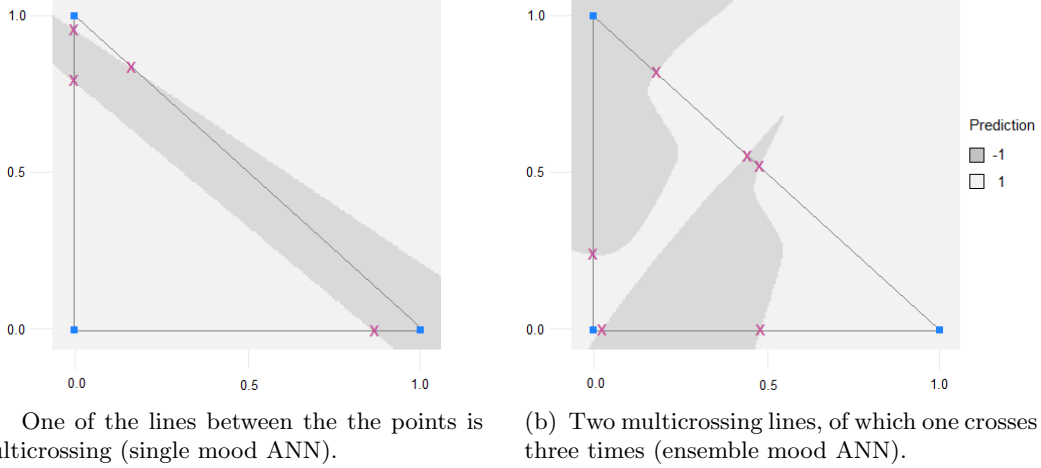 1.0
0.5
0.0
0.0 0.5 1.0
1.0
0.5
0.0
0.0 0.5 1.0
Prediction
-1
1
One of the lines between the the points is
(single mood ANN).
(b) Two multicrossing lines, of which one crosses
three times (ensemble mood ANN).